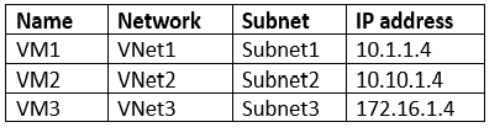 Name Network Subnet IP address
VM1 VNet1 Subnet1 10.1.1.4
VM2 VNet2 Subnet2 10.10.1.4
VM3 VNet3 Subnet3 172.16.1.4